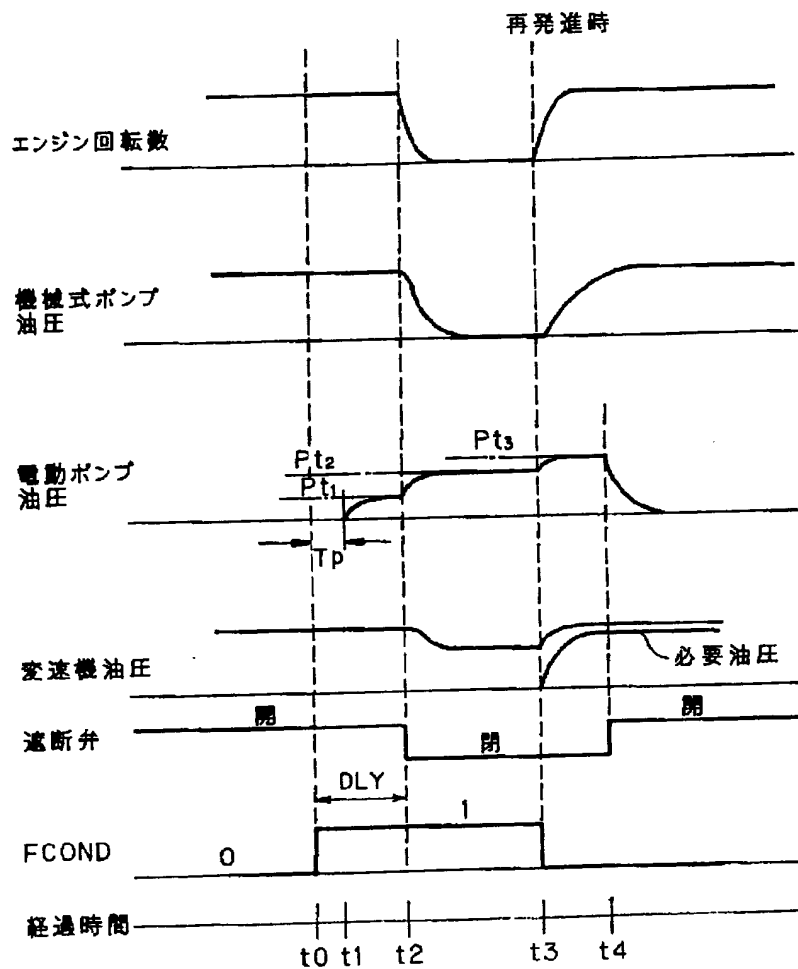 再発進時
エンジン回転数
機械式ポンプ
油圧
Pt3
Pt2
Pt1
電動ポンプ
油圧
Tp
変速機油圧
必要油圧
開
開
遮断弁
閉
DLY
1
FCOND
0
経過時間
t0 t1 t2 t3 t4